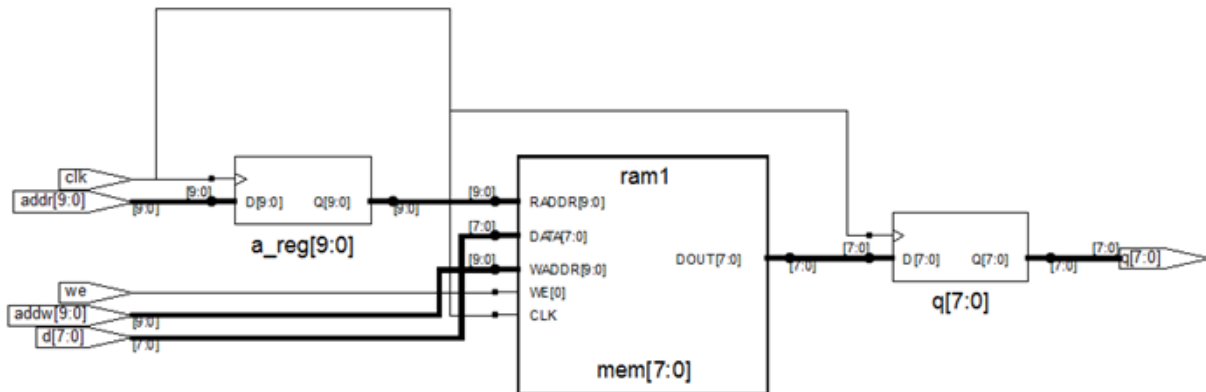 clk
addr[9:0]
[9:0]
[9:0]
D[9:0]
Q[9:0]
[9:0]
a_reg[9:0]
we
addw[9:0]
[9:0]
d[7:0]
[7:0]
ram1
[9:0]
RADDR[9:0]
[7:0]
DATA[7:0]
[9:0]
WADDR[9:0]
WE[0]
CLK
DOUT[7:0]
mem[7:0]
[7:0]
[7:0]
D[7:0]
Q[7:0]
q[7:0]
[7:0]
[7:0]
q[7:0]